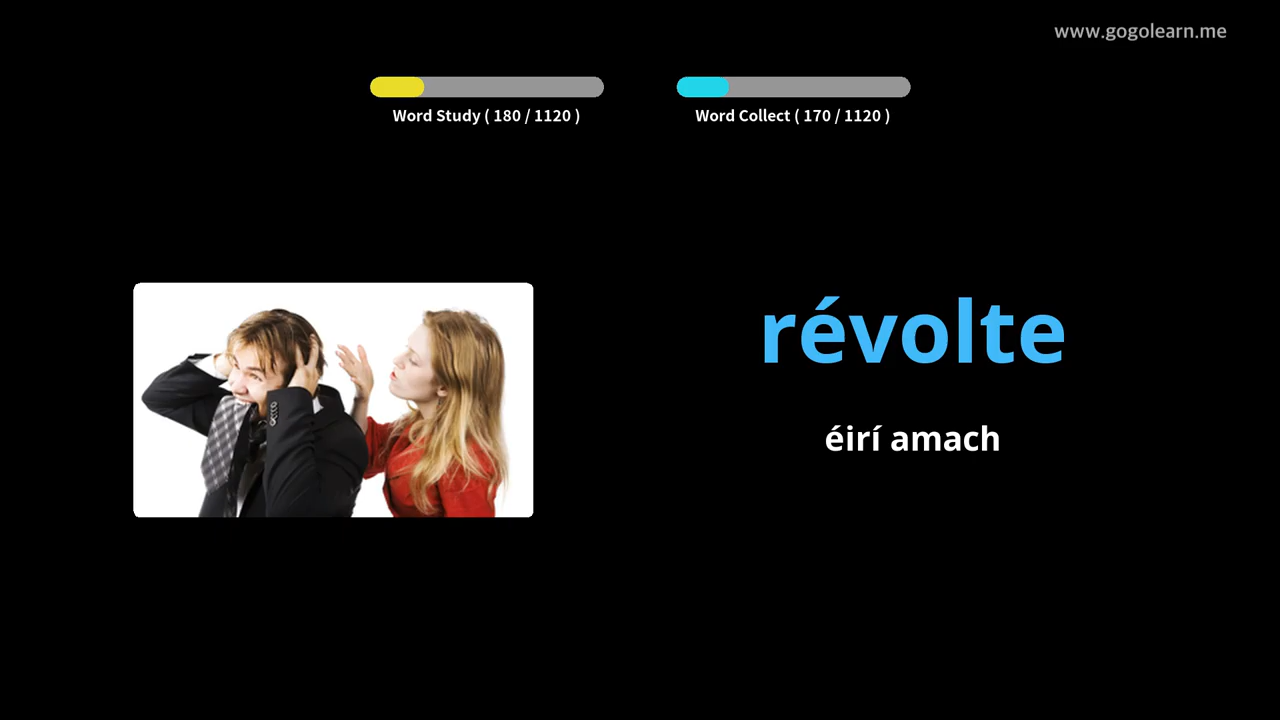 www.gogolearn.me
Word Study ( 180 / 1120 )
Word Collect ( 170 / 1120 )
révolte
éirí amach